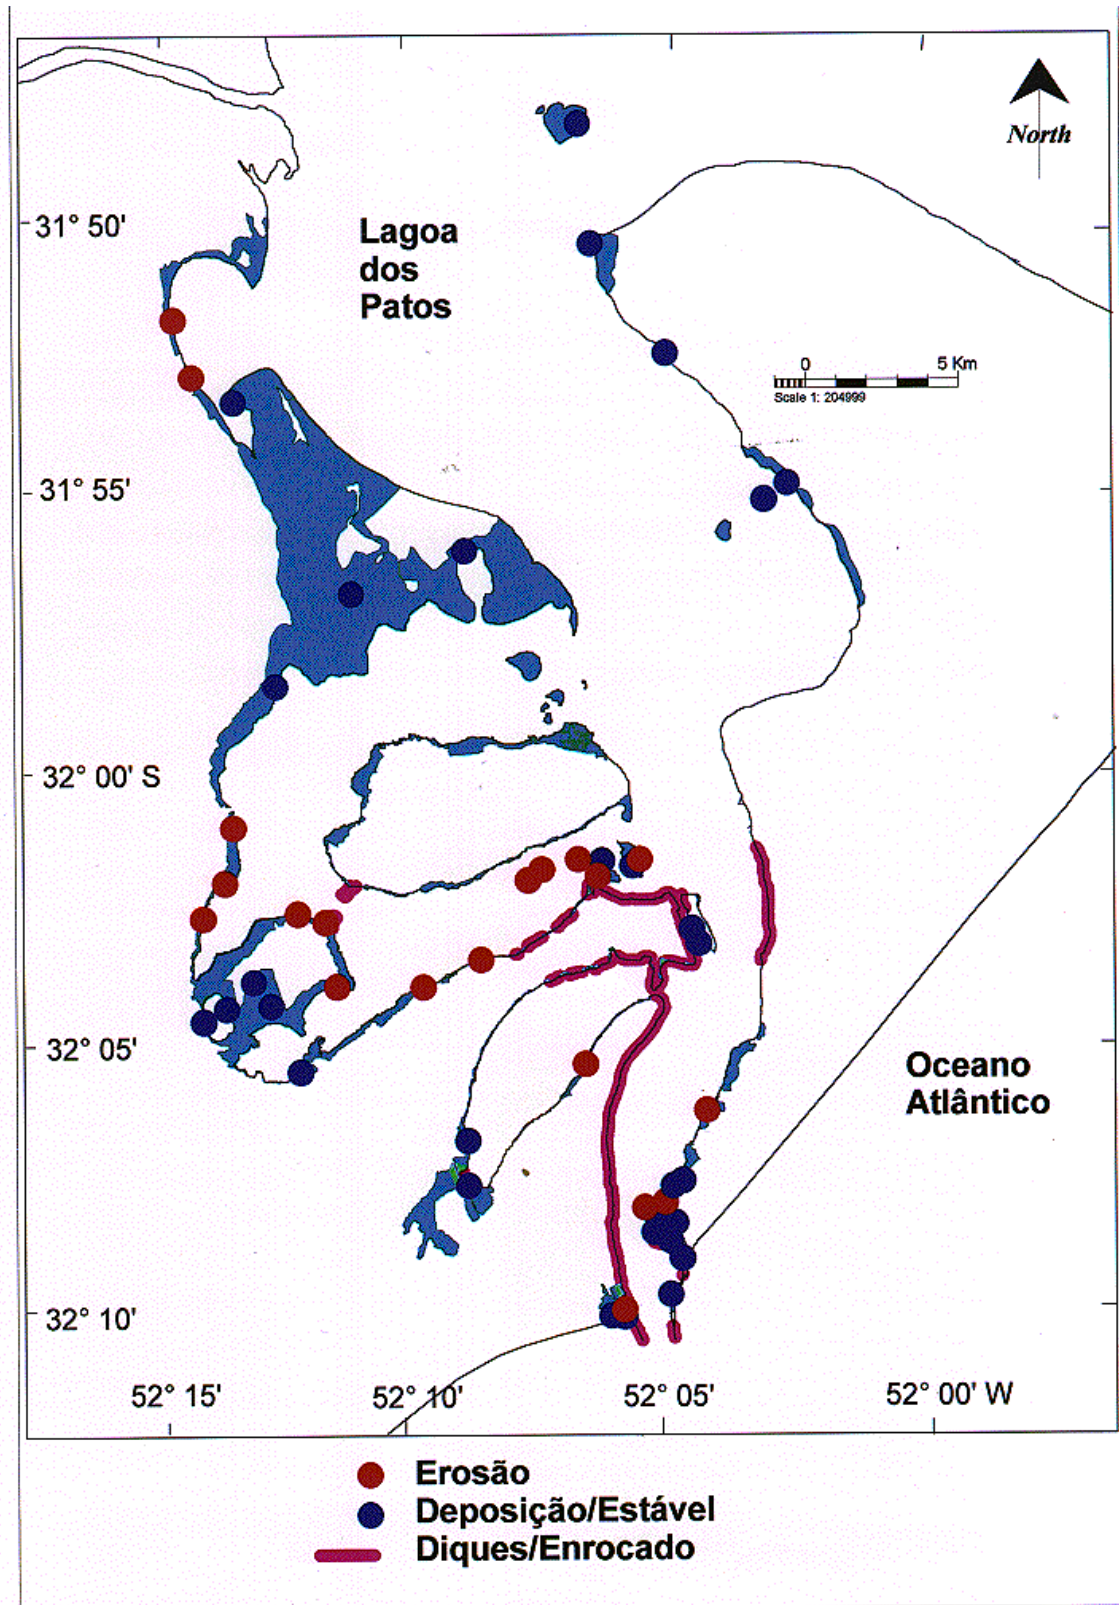 North
31° 50'
Lagoa
dos
Patos
0 5 Km
Scale 1: 204999
31° 55'
32° 00' S
32° 05'
Oceano
Atlântico
32° 10'
52° 15' 52° 10' 52° 05' 52° 00' W
Erosão
Deposição/Estável
Diques/Enrocado